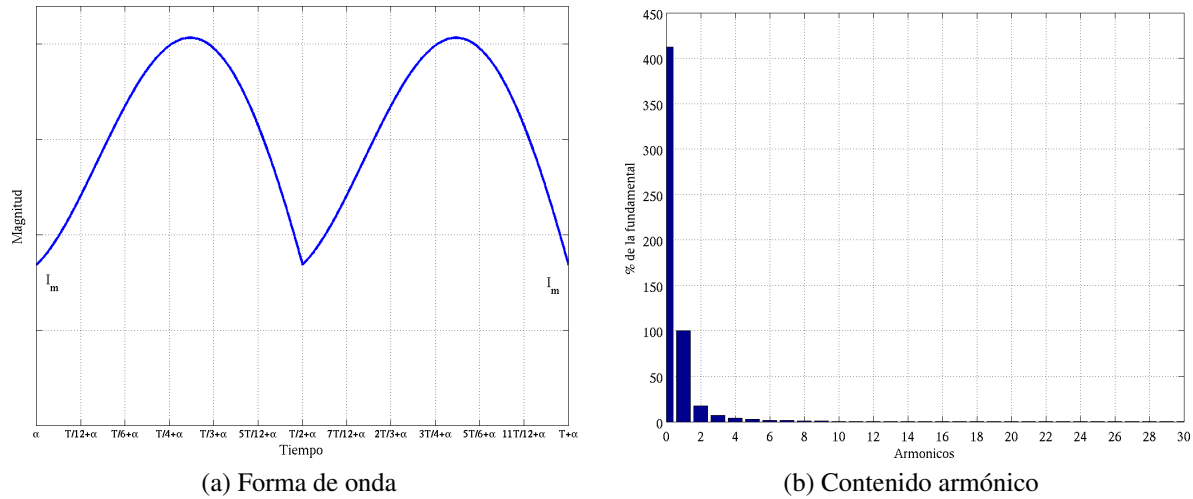 Magnitud
I_m
I_m
α T/12+α T/6+α T/4+α T/3+α 5T/12+α T/2+α 7T/12+α 2T/3+α 3T/4+α 5T/6+α 11T/12+α T+α
Tiempo
(a) Forma de onda
450
400
350
300
250
200
150
100
50
0
% de la fundamental
0 2 4 6 8 10 12 14 16 18 20 22 24 26 28 30
Armonicos
(b) Contenido armónico